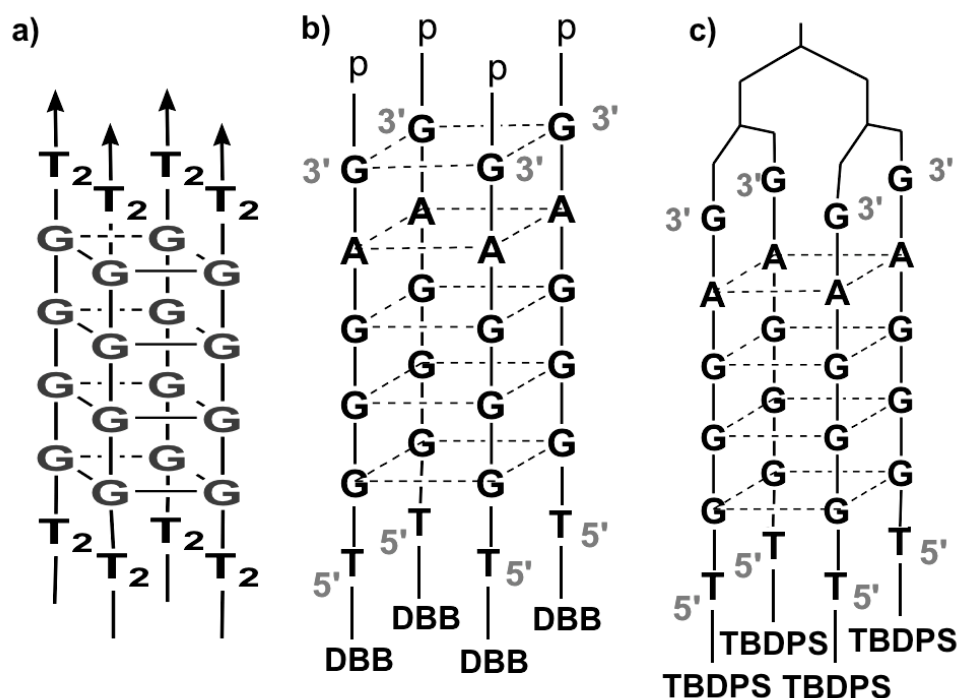 a)
T2 T2
T2 T2
G G
G G
G G
G G
G G
G G
G G
G G
T2 T2
T2 T2
b)
p p
p p
3' G G 3'
3' G G 3'
A A
A A
G G
G G
G G
G G
G G
G G
5' T T 5'
5' T T 5'
DBB DBB
DBB DBB
c)
3' G G 3'
3' G G 3'
A A
A A
G G
G G
G G
G G
G G
G G
5' T T 5'
5' T T 5'
TBDPS TBDPS
TBDPS TBDPS